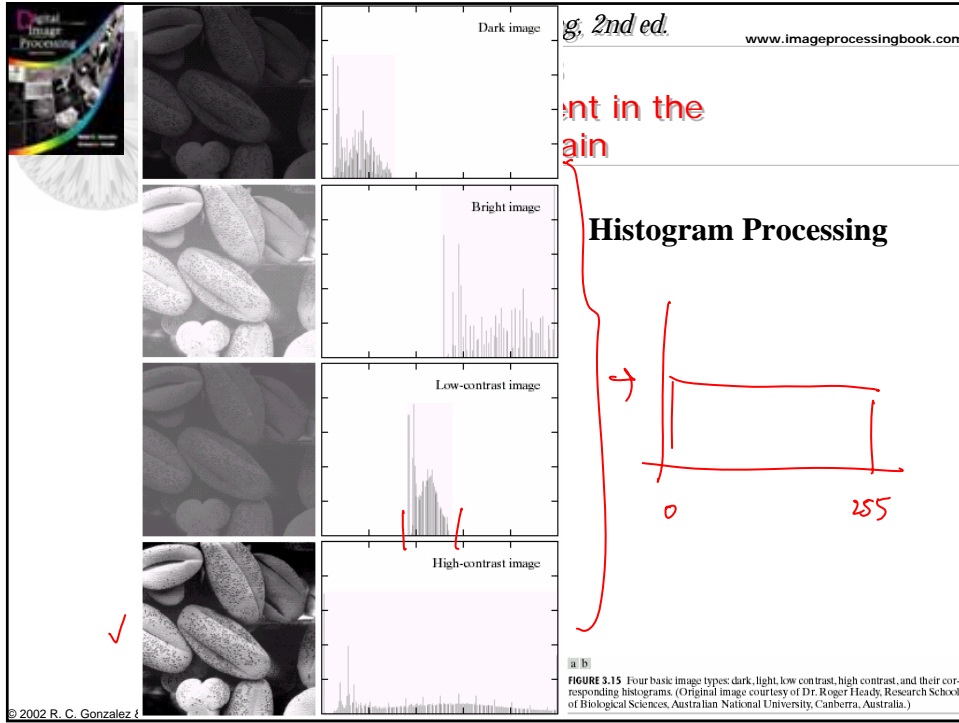 Digital
Image
Processing
g, 2nd ed.
www.imageprocessingbook.com
ent in the
ain
Dark image
Bright image
Low-contrast image
High-contrast image
Histogram Processing
0
255
a b
FIGURE 3.15 Four basic image types: dark, light, low contrast, high contrast, and their cor-
responding histograms. (Original image courtesy of Dr. Roger Heady, Research School
of Biological Sciences, Australian National University, Canberra, Australia.)
© 2002 R. C. Gonzalez &